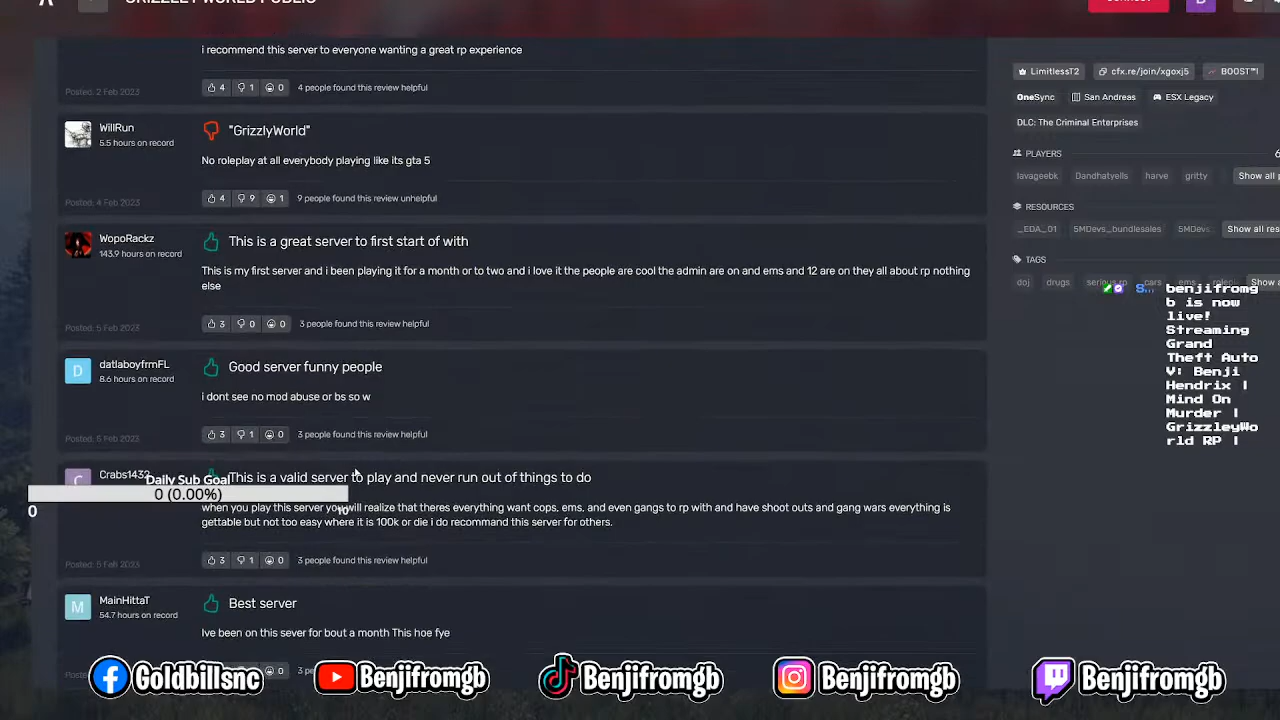 GRIZZLEY WORLD PUBLIC
i recommend this server to everyone wanting a great rp experience
Posted: 2 Feb 2023
4 1 0 4 people found this review helpful
WillRun
5.5 hours on record
"GrizzlyWorld"
No roleplay at all everybody playing like its gta 5
Posted: 4 Feb 2023
4 9 1 9 people found this review unhelpful
WopoRackz
143.9 hours on record
This is a great server to first start of with
This is my first server and i been playing it for a month or to two and i love it the people are cool the admin are on and ems and 12 are on they all about rp nothing
else
Posted: 5 Feb 2023
3 0 0 3 people found this review helpful
D
datlaboyfrmFL
8.6 hours on record
Good server funny people
i dont see no mod abuse or bs so w
Posted: 5 Feb 2023
3 1 0 3 people found this review helpful
C
Crabs1432
This is a valid server to play and never run out of things to do
Daily Sub Goal
0 (0.00%)
0
10
when you play this server you will realize that theres everything want cops, ems, and even gangs to rp with and have shoot outs and gang wars everything is
gettable but not too easy where it is 100k or die i do recommand this server for others.
Posted: 5 Feb 2023
3 1 0 3 people found this review helpful
M
MainHittaT
54.7 hours on record
Best server
Ive been on this sever for bout a month This hoe fye
LimitlessT2 cfx.re/join/xgoxj5 BOOST™!
OneSync San Andreas ESX Legacy
DLC: The Criminal Enterprises
PLAYERS
lavageebk Dandhatyells harve gritty Show all
RESOURCES
_EDA_01 5MDevs_bundlesales 5MDevs Show all
TAGS
doj drugs serious rp cars ems Show
S...
benjifromg
b is now
live!
Streaming
Grand
Theft Auto
V: Benji
Hendrix |
Mind On
Murder |
GrizzleyWo
rld RP |
Goldbillsnc
Benjifromgb
Benjifromgb
Benjifromgb
Benjifromgb